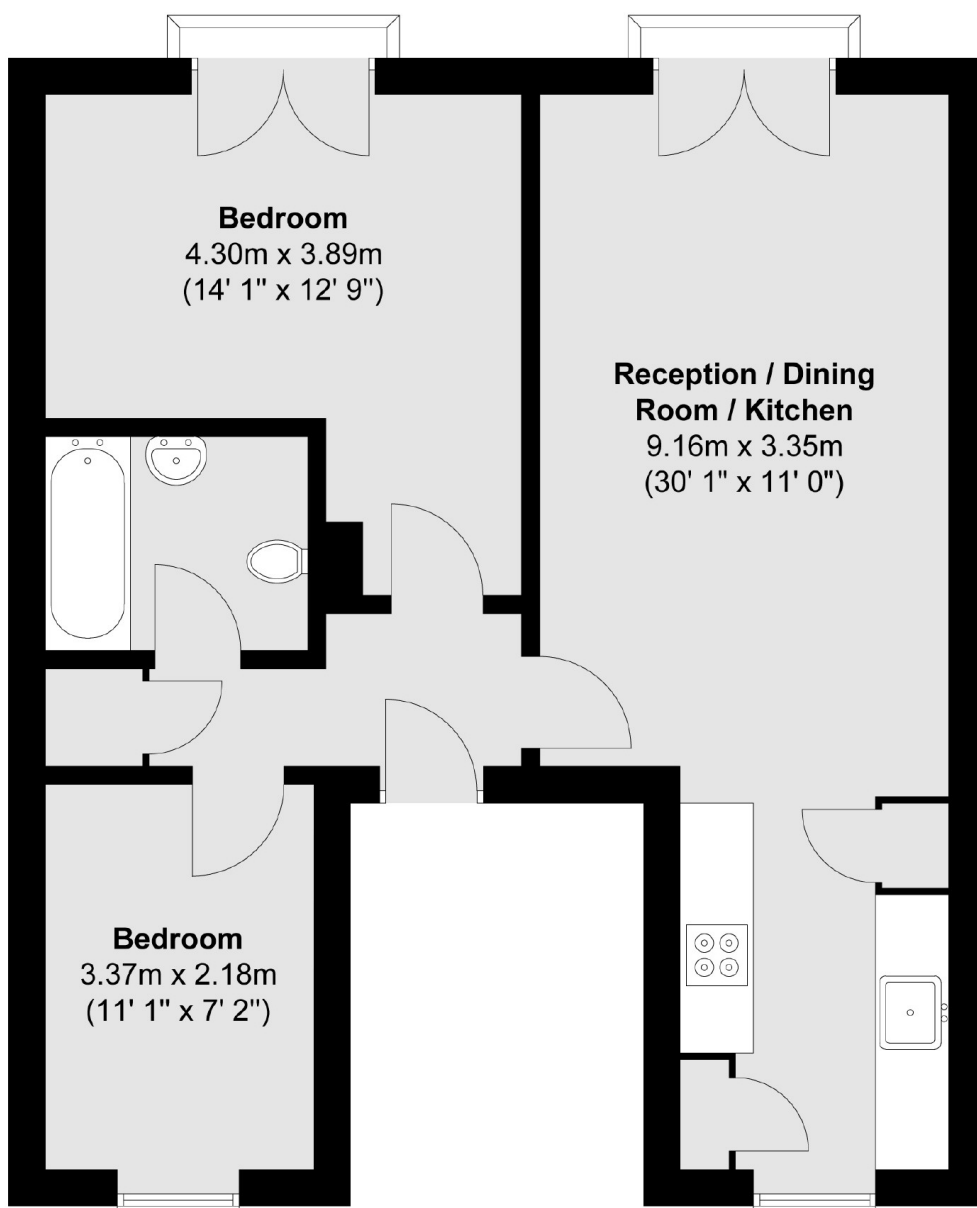 Bedroom
4.30m x 3.89m
(14' 1" x 12' 9")
Reception / Dining
Room / Kitchen
9.16m x 3.35m
(30' 1" x 11' 0")
Bedroom
3.37m x 2.18m
(11' 1" x 7' 2")